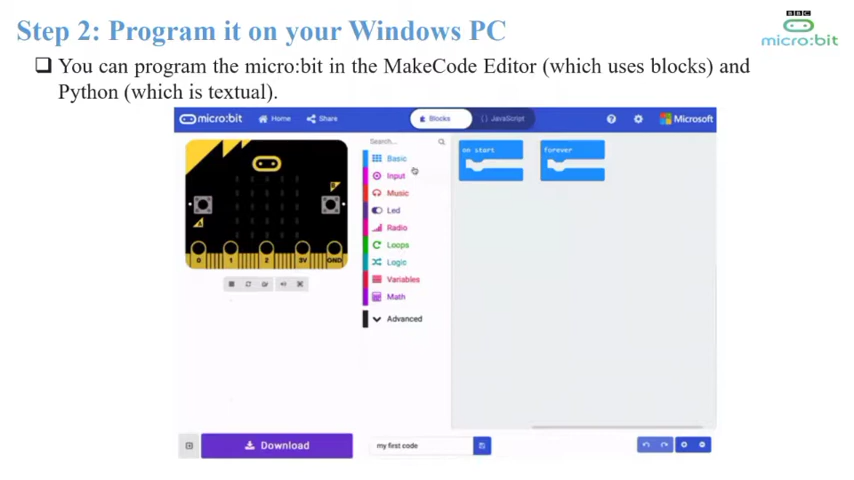 Step 2: Program it on your Windows PC
BBC
micro:bit
You can program the micro:bit in the MakeCode Editor (which uses blocks) and
Python (which is textual).
micro:bit Home Share Blocks {} JavaScript ? Microsoft
Search...
Basic
Input
Music
Led
Radio
Loops
Logic
Variables
Math
Advanced
on start
forever
A
B
0 1 2 3V GND
Download
my first code